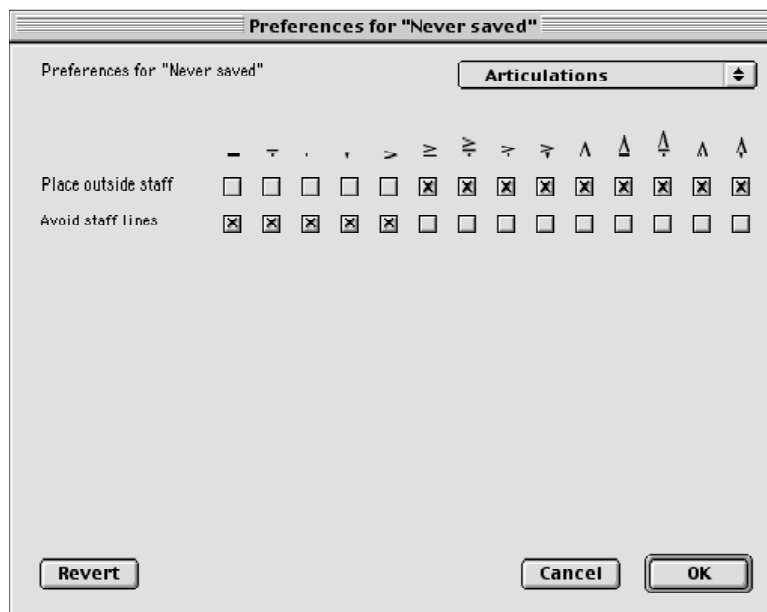 Preferences for "Never saved"
Preferences for "Never saved"
Articulations
Place outside staff
Avoid staff lines
Revert
Cancel
OK